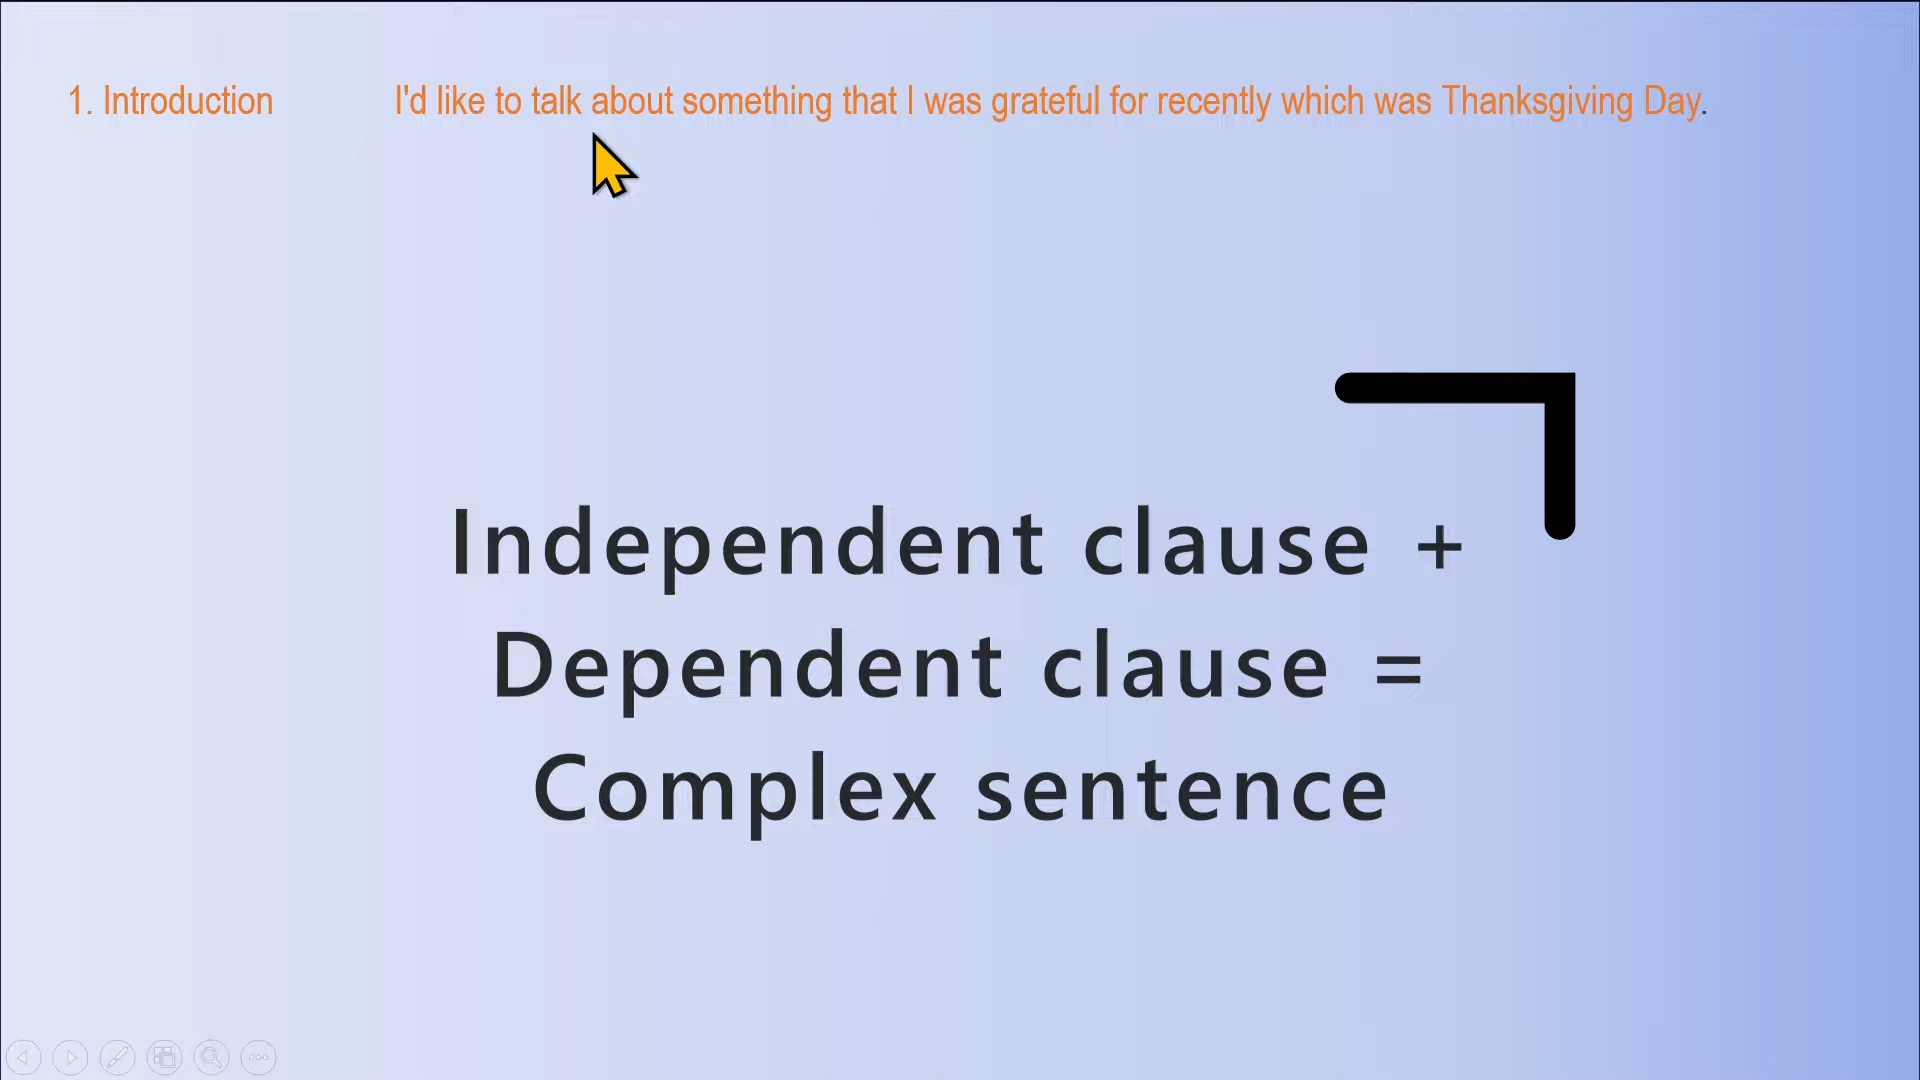 1. Introduction I'd like to talk about something that I was grateful for recently which was Thanksgiving Day.
Independent clause +
Dependent clause =
Complex sentence